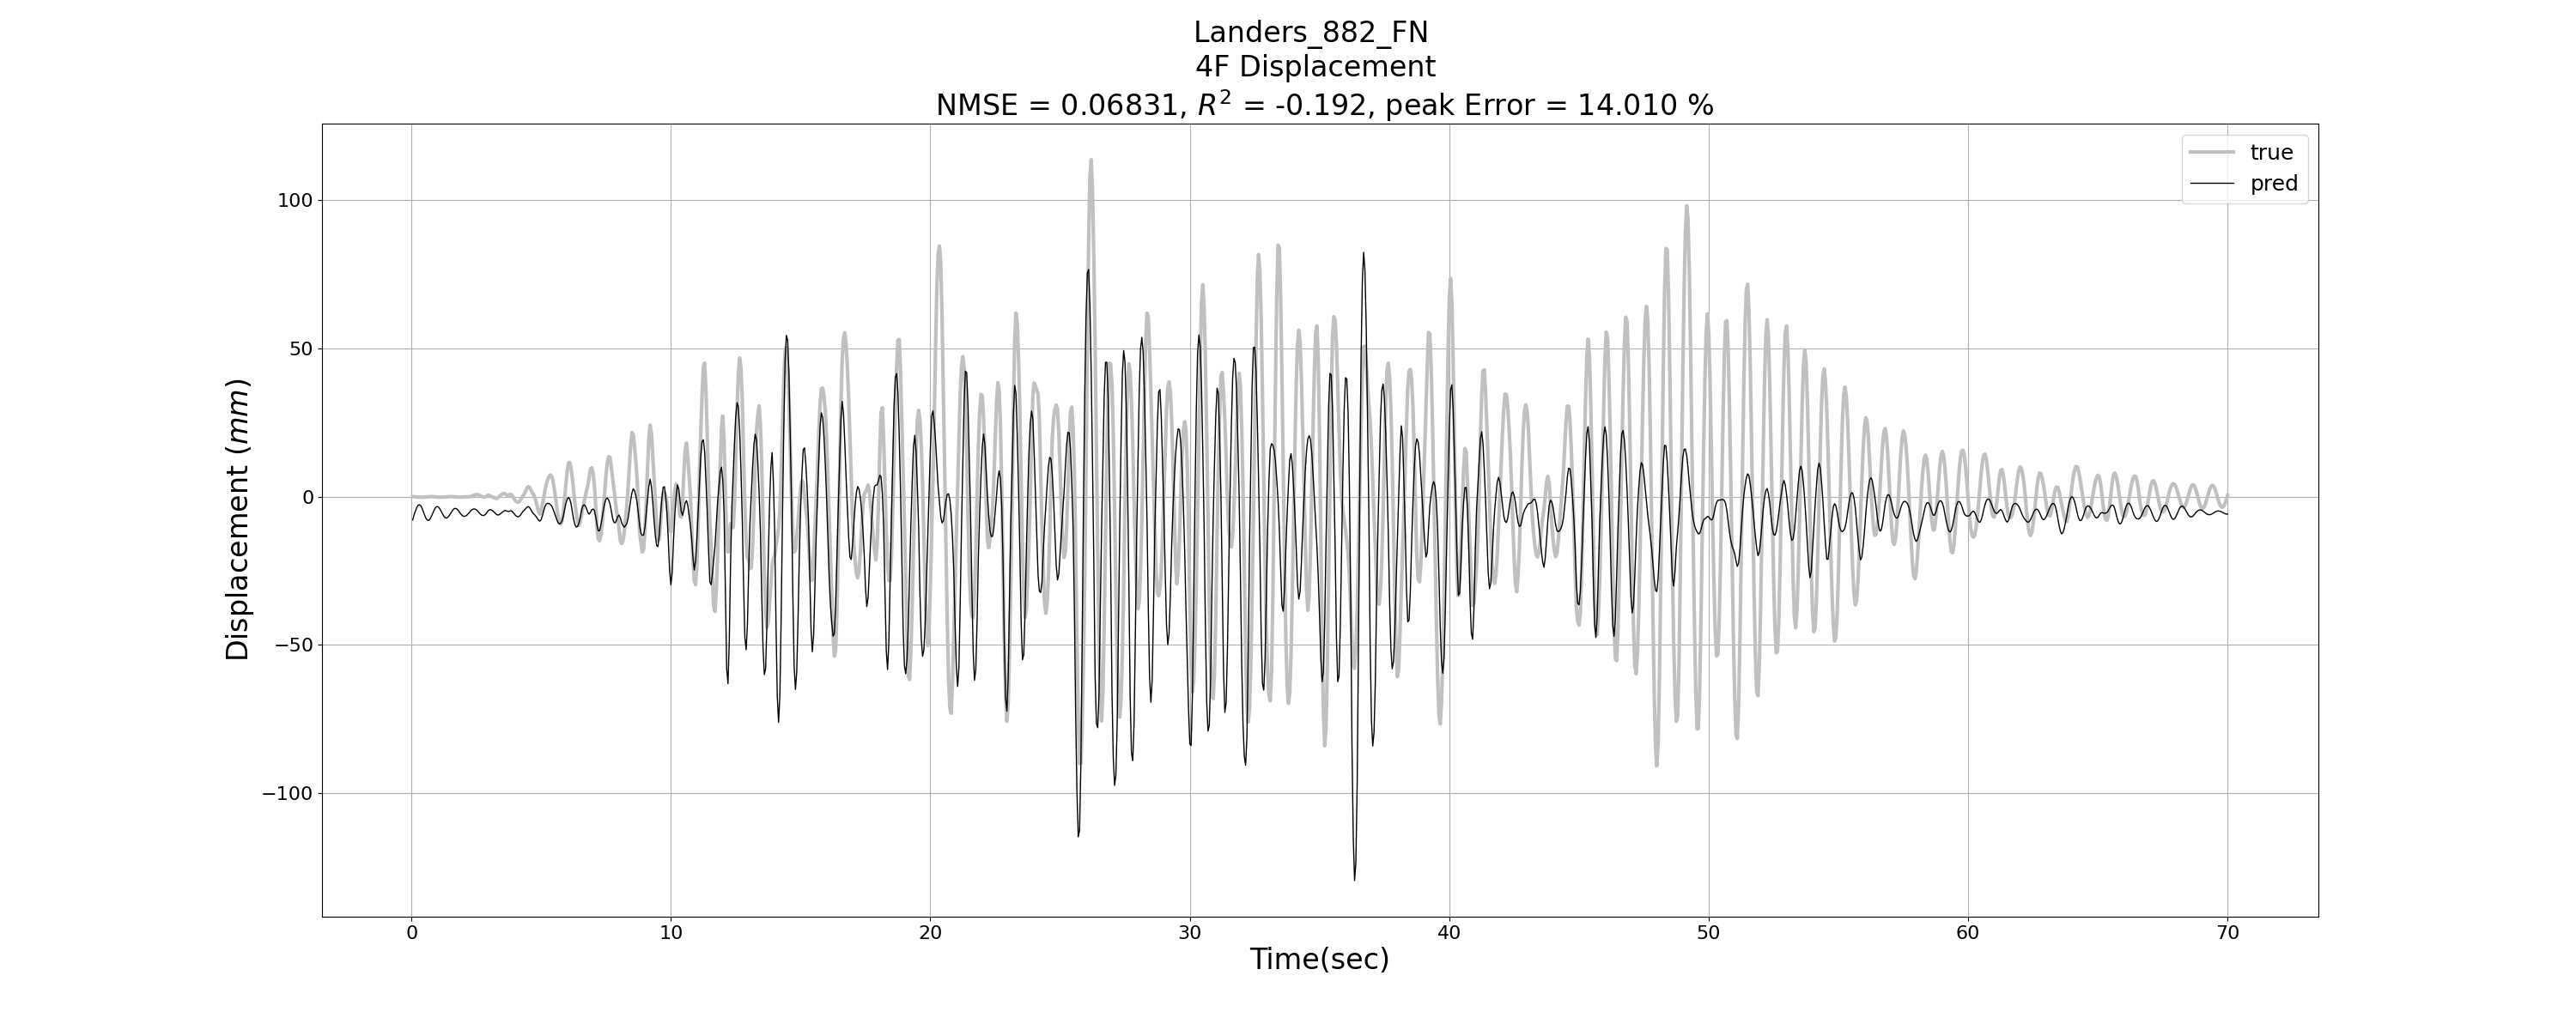 Landers_882_FN
4F Displacement
NMSE = 0.06831, R² = -0.192, peak Error = 14.010 %
true
pred
100
50
0
−50
−100
Displacement (mm)
0 10 20 30 40 50 60 70
Time(sec)